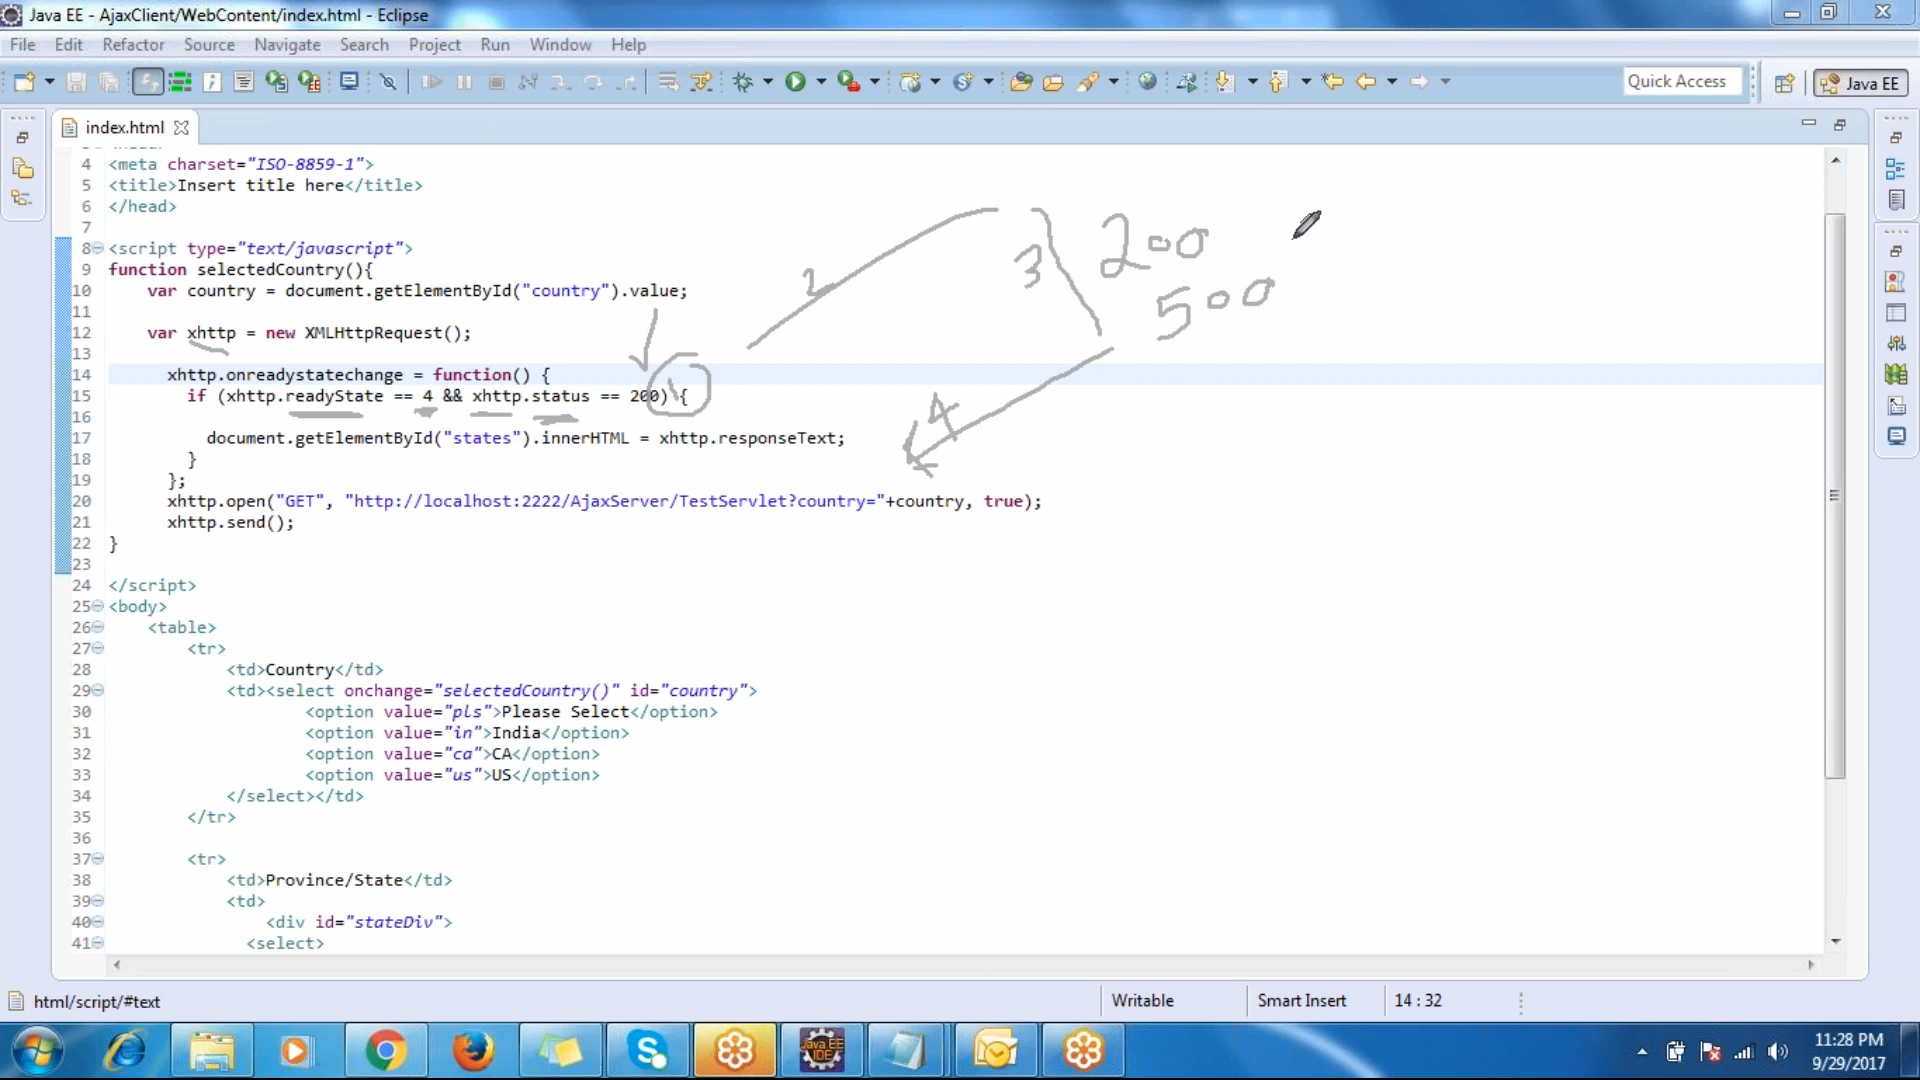 Java EE - AjaxClient/WebContent/index.html - Eclipse
File Edit Refactor Source Navigate Search Project Run Window Help
Quick Access
Java EE
index.html
4 <meta charset="ISO-8859-1">
5 <title>Insert title here</title>
6 </head>
7
8 <script type="text/javascript">
9 function selectedCountry(){
10 var country = document.getElementById("country").value;
11
12 var xhttp = new XMLHttpRequest();
13
14 xhttp.onreadystatechange = function() {
15 if (xhttp.readyState == 4 && xhttp.status == 200) {
16
17 document.getElementById("states").innerHTML = xhttp.responseText;
18 }
19 };
20 xhttp.open("GET", "http://localhost:2222/AjaxServer/TestServlet?country="+country, true);
21 xhttp.send();
22 }
23
24 </script>
25 <body>
26 <table>
27 <tr>
28 <td>Country</td>
29 <td><select onchange="selectedCountry()" id="country">
30 <option value="pls">Please Select</option>
31 <option value="in">India</option>
32 <option value="ca">CA</option>
33 <option value="us">US</option>
34 </select></td>
35 </tr>
36
37 <tr>
38 <td>Province/State</td>
39 <td>
40 <div id="stateDiv">
41 <select>
1
2
3
4
200
500
html/script/#text
Writable
Smart Insert
14 : 32
Java EE
IDE
11:28 PM
9/29/2017